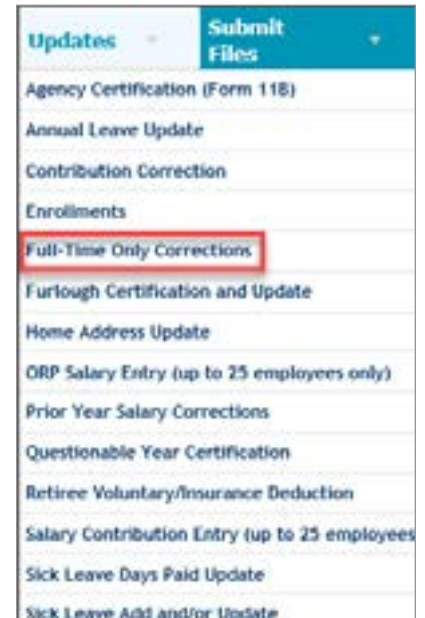 Updates
Submit
Files
Agency Certification (Form 11B)
Annual Leave Update
Contribution Correction
Enrollments
Full-Time Only Corrections
Furlough Certification and Update
Home Address Update
ORP Salary Entry (up to 25 employees only)
Prior Year Salary Corrections
Questionable Year Certification
Retiree Voluntary/Insurance Deduction
Salary Contribution Entry (up to 25 employees
Sick Leave Days Paid Update
Sick Leave Add and/or Update